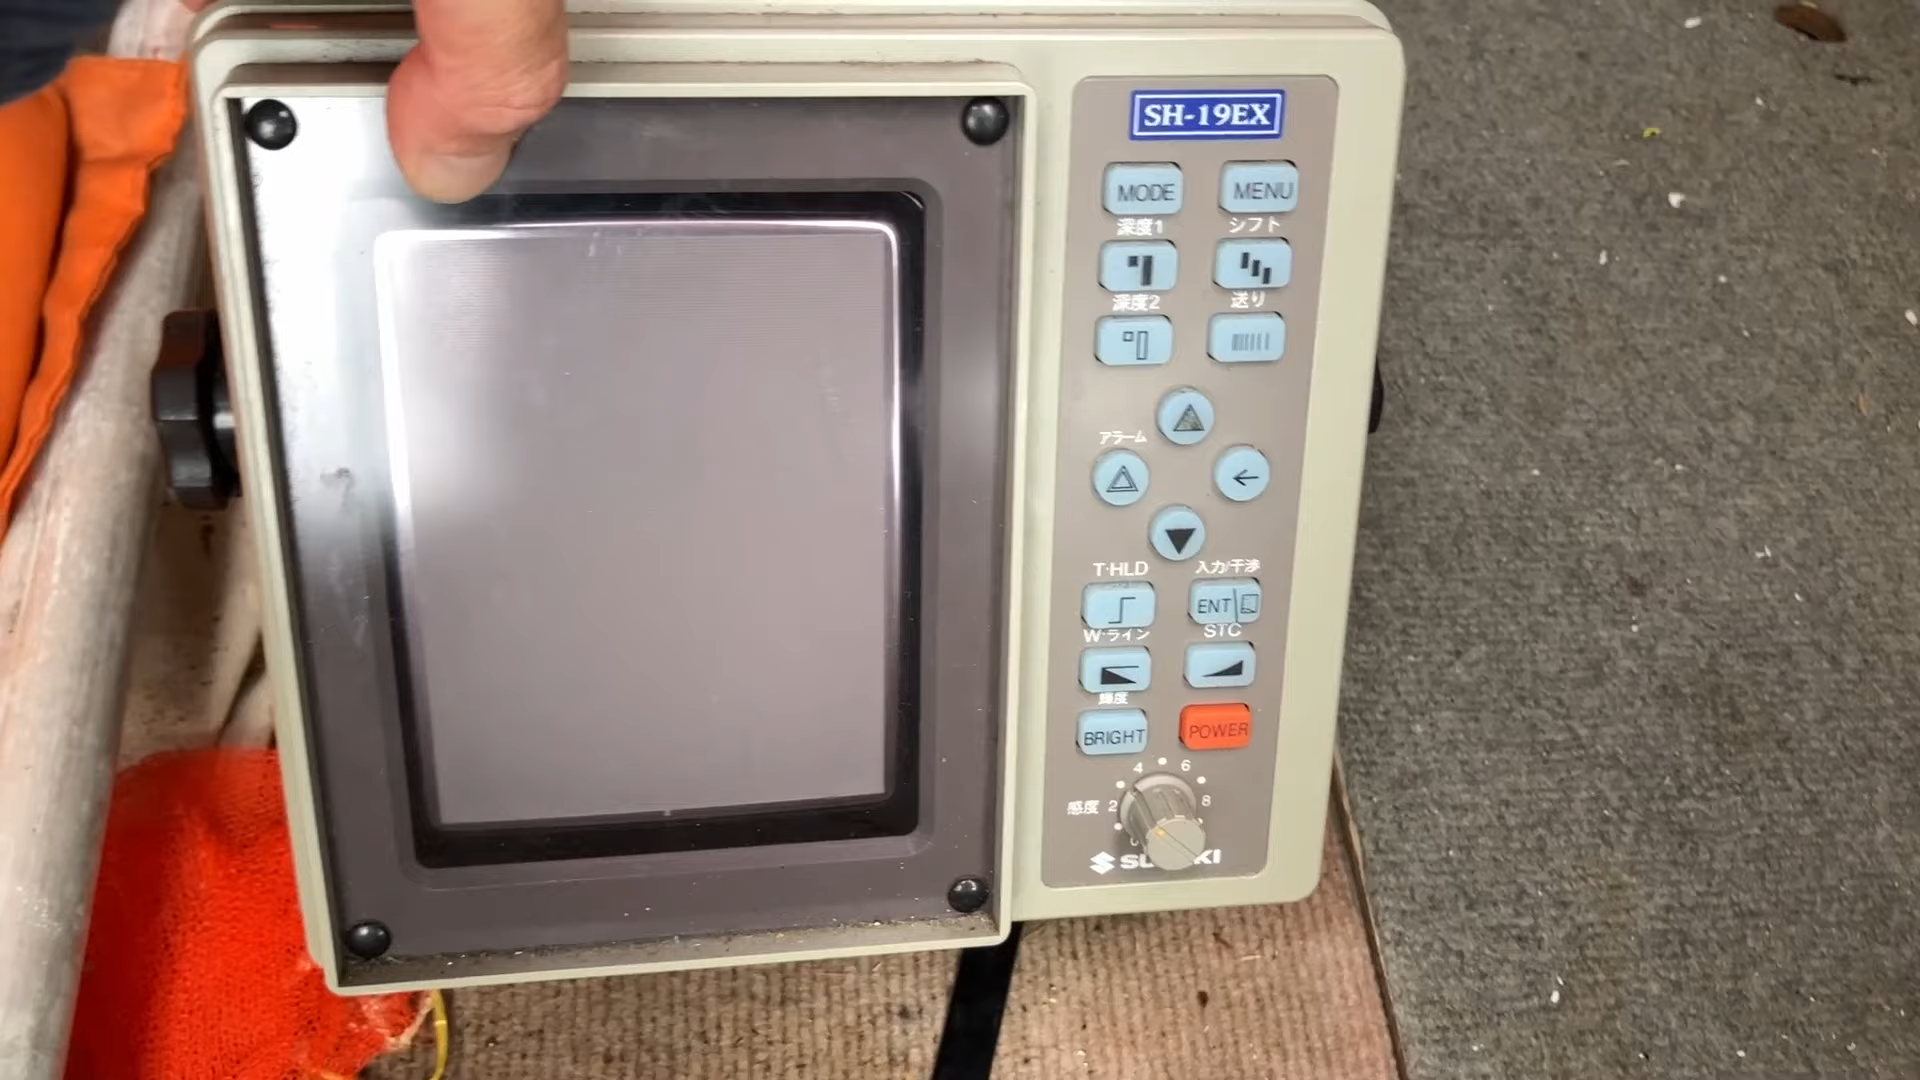 SH-19EX
MODE MENU
深度1 シフト
深度2 送り
アラーム
T·HLD 入力/干渉
ENT
W·ライン STC
輝度
BRIGHT POWER
4 6
感度 2 8
0